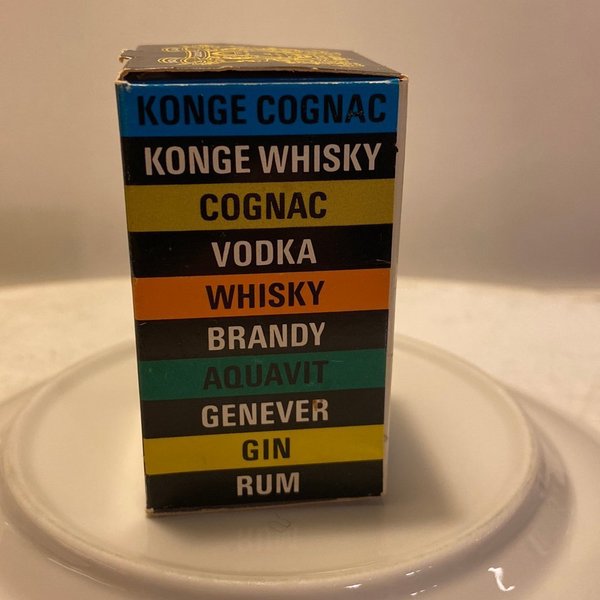 KONGE COGNAC
KONGE WHISKY
COGNAC
VODKA
WHISKY
BRANDY
AQUAVIT
GENEVER
GIN
RUM